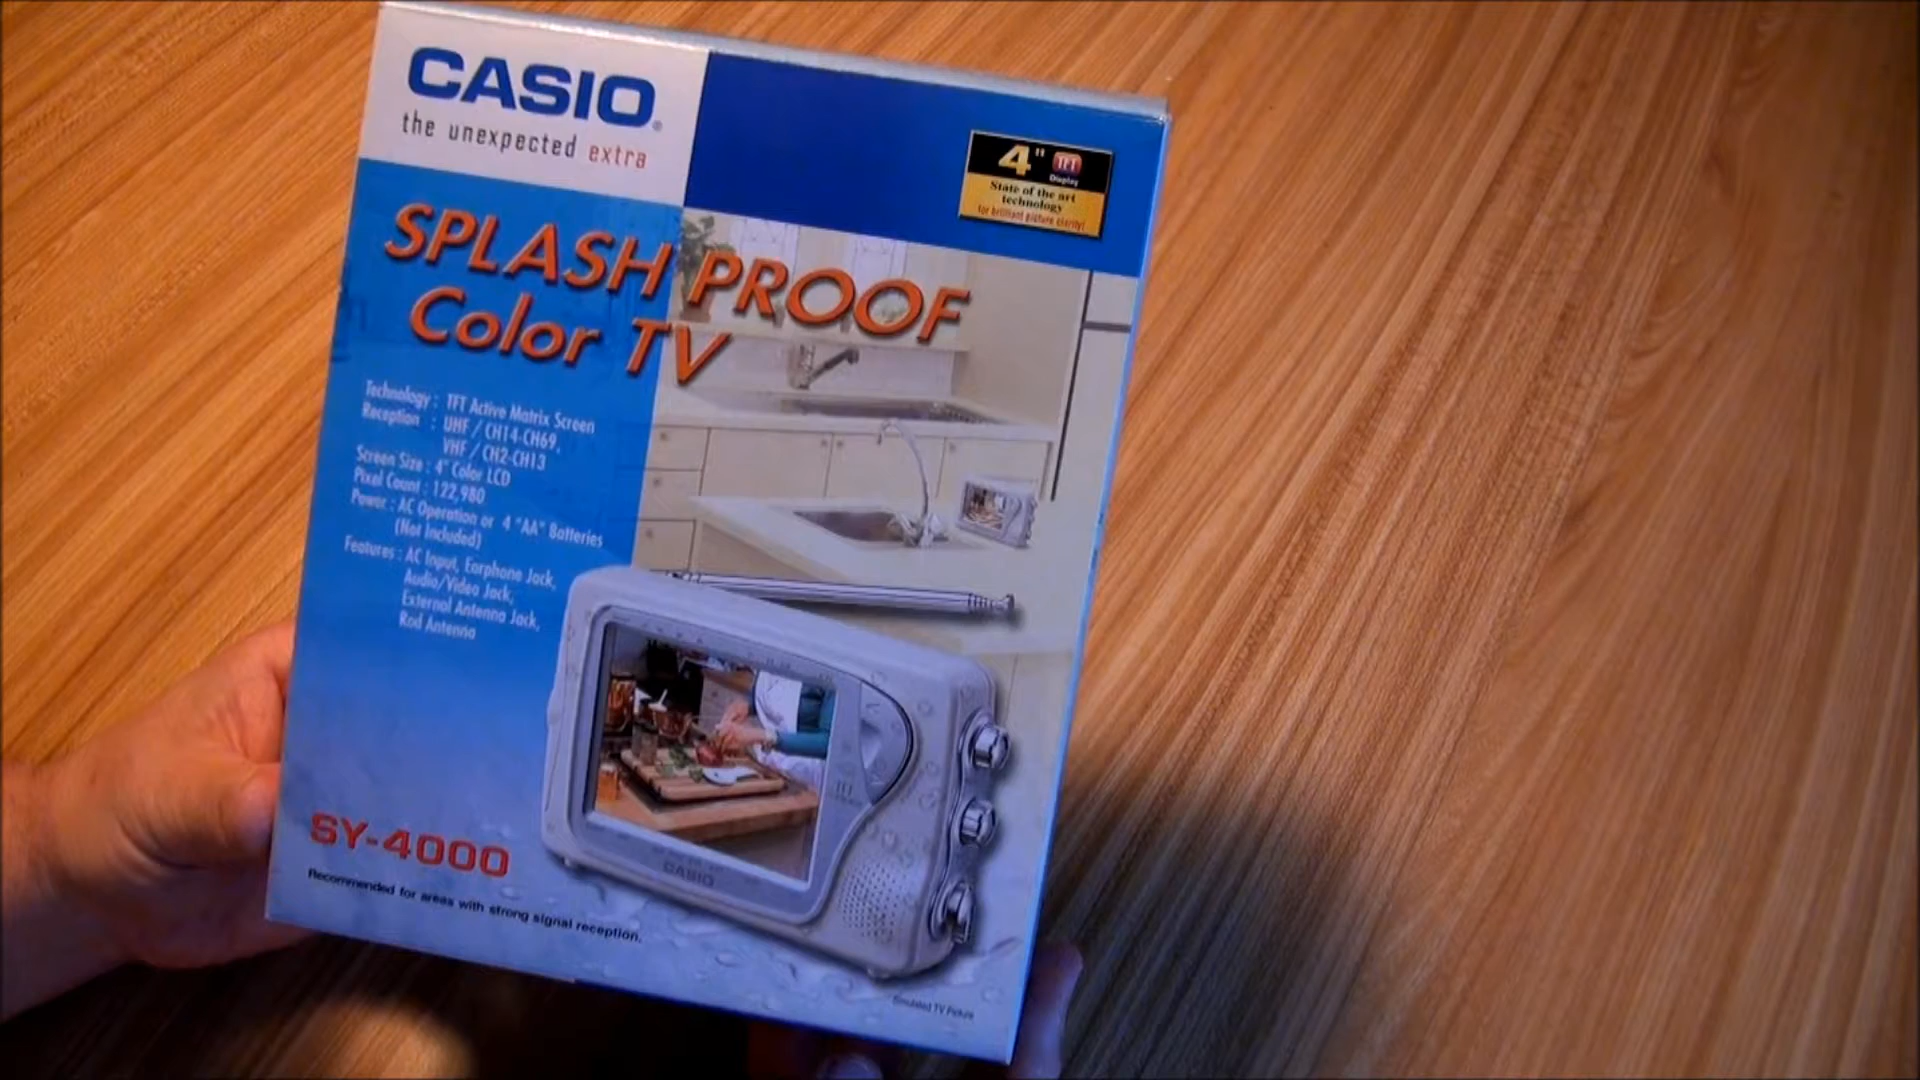 CASIO®
the unexpected extra
4" TFT
Display
State of the art
technology
for brilliant picture clarity!
SPLASH PROOF
Color TV
Technology : TFT Active Matrix Screen
Reception : UHF / CH14-CH69,
VHF / CH2-CH13
Screen Size : 4" Color LCD
Pixel Count : 122,980
Power : AC Operation or 4 "AA" Batteries
(Not Included)
Features : AC Input, Earphone Jack,
Audio/Video Jack,
External Antenna Jack,
Rod Antenna
CASIO
SY-4000
Recommended for areas with strong signal reception.
Simulated TV Picture